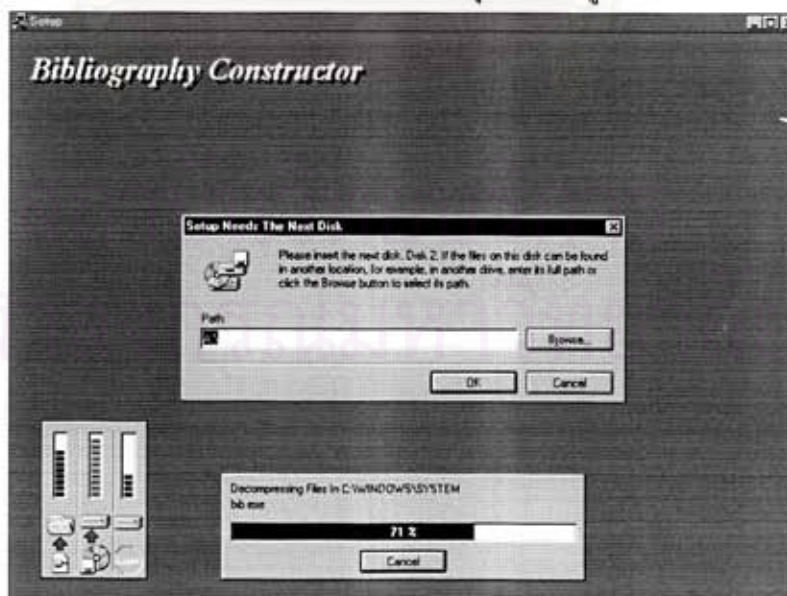 Setup
Bibliography Constructor
Setup Needs The Next Disk
Please insert the next disk, Disk 2. If the files on this disk can be found
in another location, for example, in another drive, enter its full path or
click the Browse button to select its path.
Path
a:\
Browse...
OK
Cancel
Decompressing Files In C:\WINDOWS\SYSTEM
bib.exe
71 %
Cancel